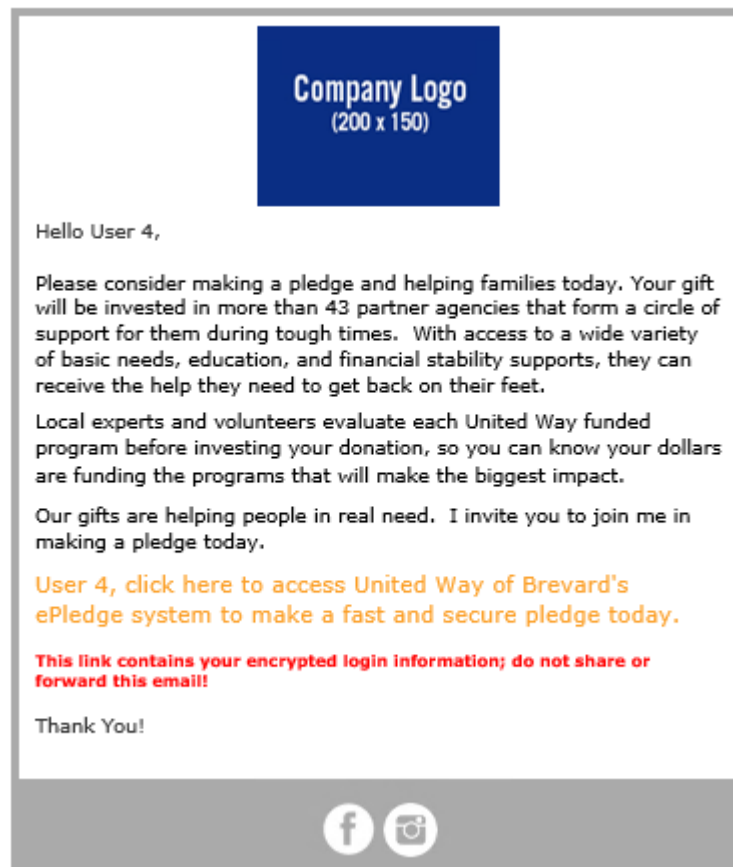 Company Logo
(200 x 150)
Hello User 4,
Please consider making a pledge and helping families today. Your gift
will be invested in more than 43 partner agencies that form a circle of
support for them during tough times.  With access to a wide variety
of basic needs, education, and financial stability supports, they can
receive the help they need to get back on their feet.
Local experts and volunteers evaluate each United Way funded
program before investing your donation, so you can know your dollars
are funding the programs that will make the biggest impact.
Our gifts are helping people in real need.  I invite you to join me in
making a pledge today.
User 4, click here to access United Way of Brevard's
ePledge system to make a fast and secure pledge today.
This link contains your encrypted login information; do not share or
forward this email!
Thank You!